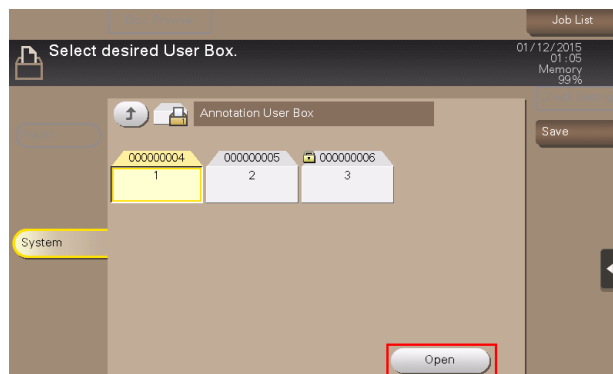 Job List
Select desired User Box.
01/12/2015
01:05
Memory
99%
Annotation User Box
Save
000000004
000000005
000000006
1
2
3
System
Open